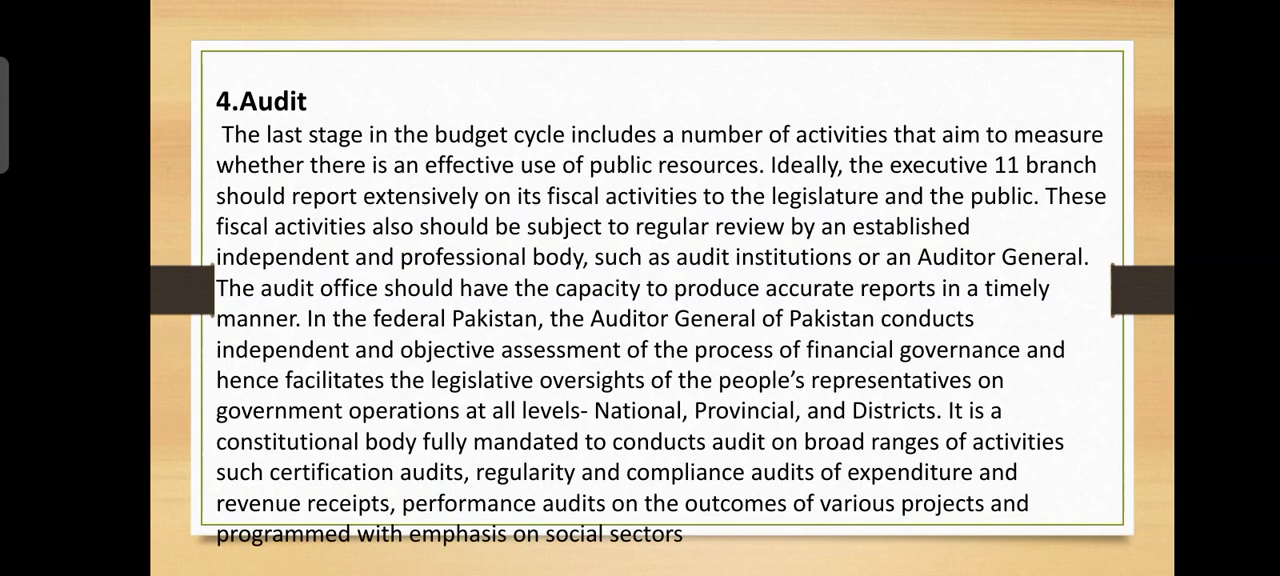 4.Audit
The last stage in the budget cycle includes a number of activities that aim to measure
whether there is an effective use of public resources. Ideally, the executive 11 branch
should report extensively on its fiscal activities to the legislature and the public. These
fiscal activities also should be subject to regular review by an established
independent and professional body, such as audit institutions or an Auditor General.
The audit office should have the capacity to produce accurate reports in a timely
manner. In the federal Pakistan, the Auditor General of Pakistan conducts
independent and objective assessment of the process of financial governance and
hence facilitates the legislative oversights of the people’s representatives on
government operations at all levels- National, Provincial, and Districts. It is a
constitutional body fully mandated to conducts audit on broad ranges of activities
such certification audits, regularity and compliance audits of expenditure and
revenue receipts, performance audits on the outcomes of various projects and
programmed with emphasis on social sectors